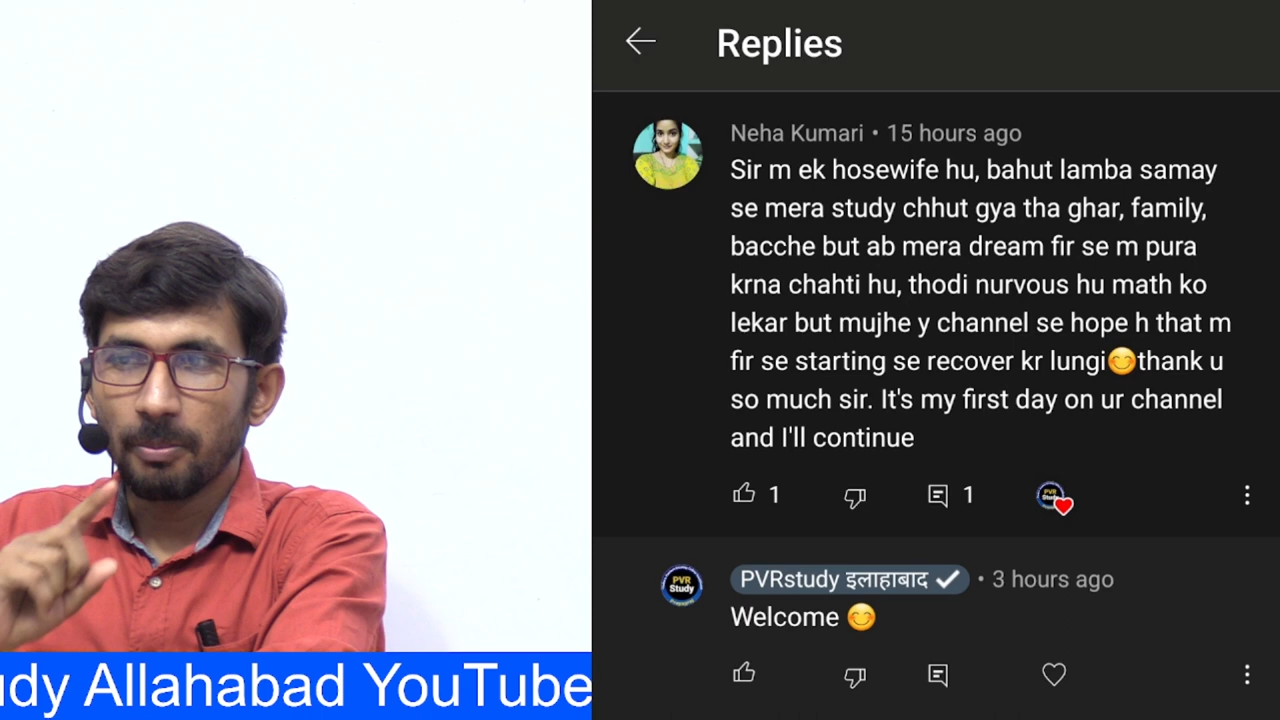 Replies
Neha Kumari • 15 hours ago
Sir m ek hosewife hu, bahut lamba samay
se mera study chhut gya tha ghar, family,
bacche but ab mera dream fir se m pura
krna chahti hu, thodi nurvous hu math ko
lekar but mujhe y channel se hope h that m
fir se starting se recover kr lungi😊thank u
so much sir. It's my first day on ur channel
and I'll continue
1 1
PVR
Study
PVRstudy इलाहाबाद ✓ • 3 hours ago
Welcome 😊
udy Allahabad YouTube